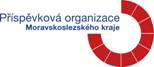 Příspěvková organizace
Moravskoslezského kraje